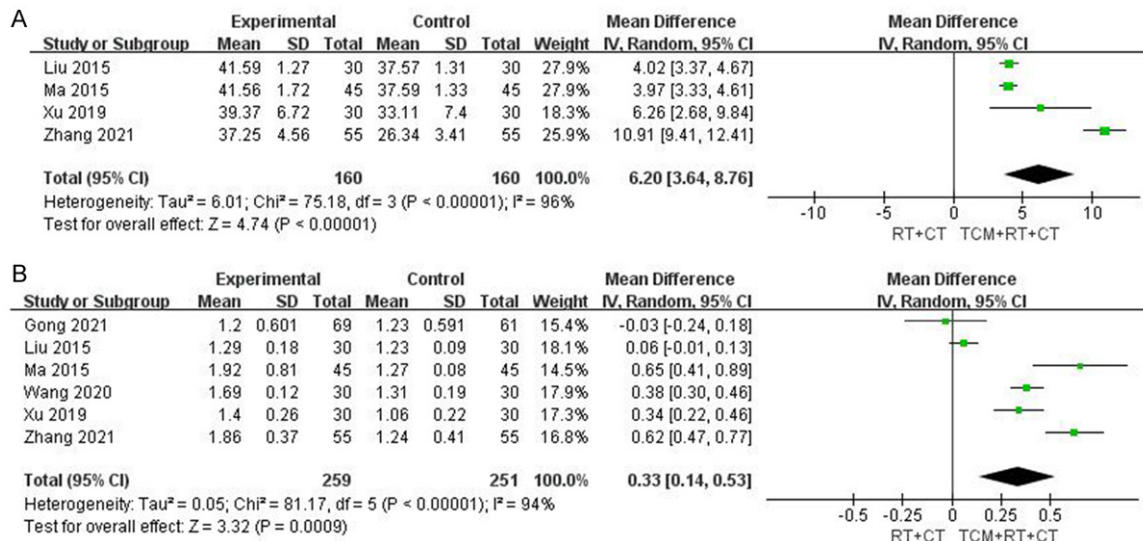 A
Experimental Control Mean Difference Mean Difference
Study or Subgroup Mean SD Total Mean SD Total Weight IV, Random, 95% CI IV, Random, 95% CI
Liu 2015 41.59 1.27 30 37.57 1.31 30 27.9% 4.02 [3.37, 4.67]
Ma 2015 41.56 1.72 45 37.59 1.33 45 27.9% 3.97 [3.33, 4.61]
Xu 2019 39.37 6.72 30 33.11 7.4 30 18.3% 6.26 [2.68, 9.84]
Zhang 2021 37.25 4.56 55 26.34 3.41 55 25.9% 10.91 [9.41, 12.41]
Total (95% CI) 160 160 100.0% 6.20 [3.64, 8.76]
Heterogeneity: Tau² = 6.01; Chi² = 75.18, df = 3 (P < 0.00001); I² = 96%
Test for overall effect: Z = 4.74 (P < 0.00001)
-10 -5 0 5 10
RT+CT TCM+RT+CT
B
Experimental Control Mean Difference Mean Difference
Study or Subgroup Mean SD Total Mean SD Total Weight IV, Random, 95% CI IV, Random, 95% CI
Gong 2021 1.2 0.601 69 1.23 0.591 61 15.4% -0.03 [-0.24, 0.18]
Liu 2015 1.29 0.18 30 1.23 0.09 30 18.1% 0.06 [-0.01, 0.13]
Ma 2015 1.92 0.81 45 1.27 0.08 45 14.5% 0.65 [0.41, 0.89]
Wang 2020 1.69 0.12 30 1.31 0.19 30 17.9% 0.38 [0.30, 0.46]
Xu 2019 1.4 0.26 30 1.06 0.22 30 17.3% 0.34 [0.22, 0.46]
Zhang 2021 1.86 0.37 55 1.24 0.41 55 16.8% 0.62 [0.47, 0.77]
Total (95% CI) 259 251 100.0% 0.33 [0.14, 0.53]
Heterogeneity: Tau² = 0.05; Chi² = 81.17, df = 5 (P < 0.00001); I² = 94%
Test for overall effect: Z = 3.32 (P = 0.0009)
-0.5 -0.25 0 0.25 0.5
RT+CT TCM+RT+CT